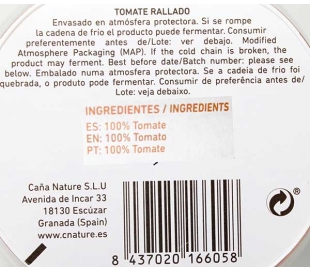 TOMATE RALLADO
Envasado en atmósfera protectora. Si se rompe
la cadena de frio el producto puede fermentar. Consumir
preferentemente antes de/Lote: ver debajo. Modified
Atmosphere Packaging (MAP). If the cold chain is broken, the
product may ferment. Best before date/Batch number: please see
below. Embalado numa atmosfera protectora. Se a cadeia de frio foi
quebrada, o produto pode fermentar. Consumir de preferência antes de/
Lote: veja debaixo.
INGREDIENTES / INGREDIENTS
ES: 100% Tomate
EN: 100% Tomato
PT: 100% Tomate
Caña Nature S.L.U
Avenida de Incar 33
18130 Escúzar
Granada (Spain)
www.cnature.es
®
8 437020 166058